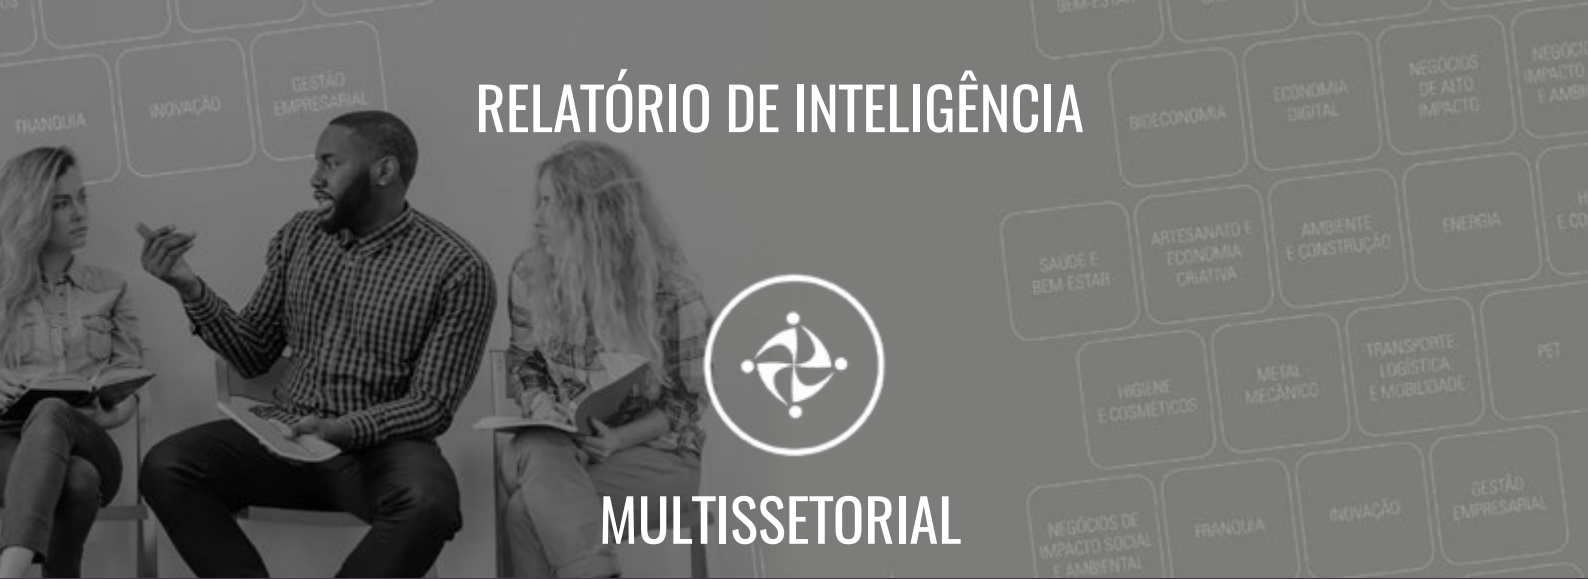 BEM-ESTAR
FRANQUIA
INOVAÇÃO
GESTÃO
EMPRESARIAL
RELATÓRIO DE INTELIGÊNCIA
BIOECONOMIA
ECONOMIA
DIGITAL
NEGÓCIOS
DE ALTO
IMPACTO
SAÚDE E
BEM-ESTAR
ARTESANATO E
ECONOMIA
CRIATIVA
AMBIENTE
E CONSTRUÇÃO
ENERGIA
HIGIENE
E COSMÉTICOS
METAL
MECÂNICO
TRANSPORTE
LOGÍSTICA
E MOBILIDADE
PET
MULTISSETORIAL
NEGÓCIOS DE
IMPACTO SOCIAL
E AMBIENTAL
FRANQUIA
INOVAÇÃO
GESTÃO
EMPRESARIAL